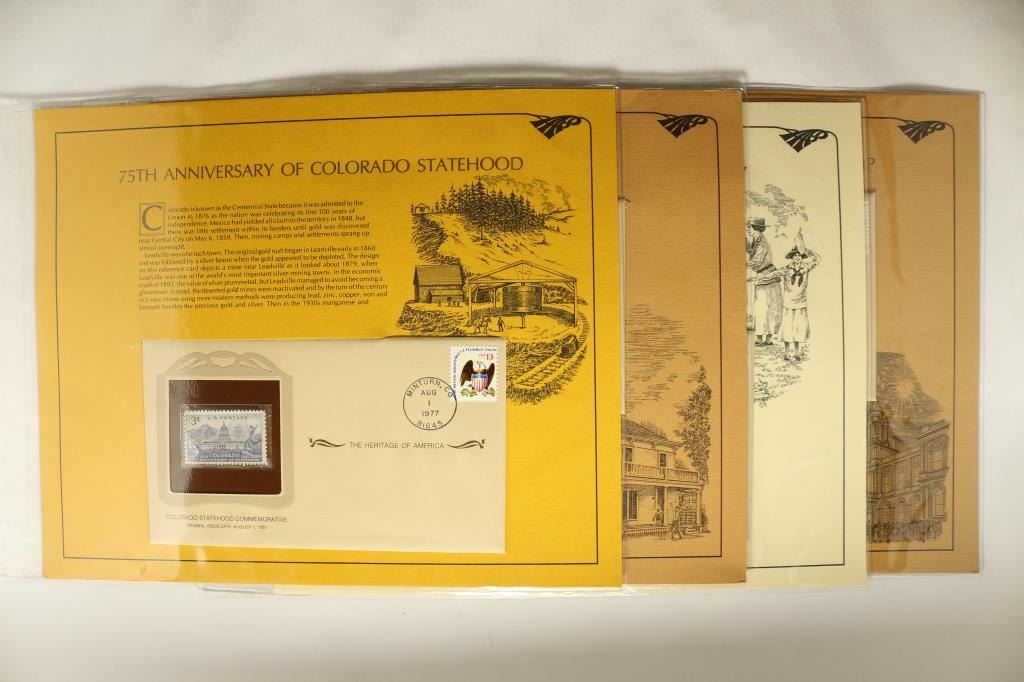 75TH ANNIVERSARY OF COLORADO STATEHOOD
Colorado is known as the Centennial State because it was admitted to the
Union in 1876 as the nation was celebrating its first 100 years of
independence. Mexico had yielded all claim to the territory in 1848, but
there was little settlement within its borders until gold was discovered
near Central City on May 6, 1859. Then, mining camps and settlements sprang up
almost overnight.
Leadville was one such town. The original gold rush began in Leadville early in 1860
and was followed by a silver boom when the gold appeared to be depleted. The design
on this reference card depicts a mine near Leadville as it looked about 1879, when
Leadville was one of the world's most important silver-mining towns. In the economic
crash of 1893, the value of silver plummeted, but Leadville managed to avoid becoming a
ghost town. Instead, the deserted gold mines were reactivated and by the turn of the century
rich new mines using more modern methods were producing lead, zinc, copper, iron and
bismuth besides the precious gold and silver. Then in the 1930s manganese and
P
Y
E PLURIBUS UNUM
USA 13c
MINTURN, CO
AUG
1
1977
81645
3¢ U.S. POSTAGE
COLORADO
ANNIVERSARY OF STATEHOOD
THE HERITAGE OF AMERICA
COLORADO STATEHOOD COMMEMORATIVE
ORIGINAL ISSUE DATE: AUGUST 1, 1951